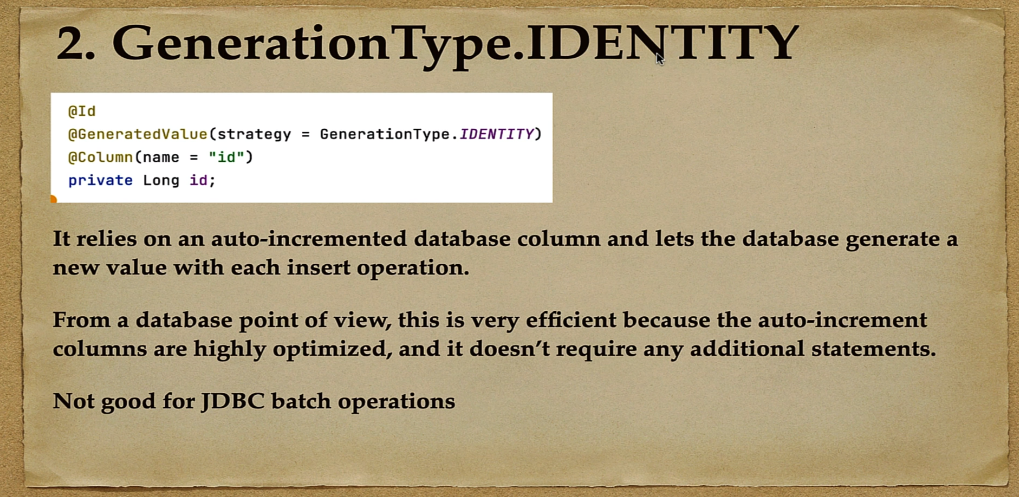 2. GenerationType.IDENTITY
@Id
@GeneratedValue(strategy = GenerationType.IDENTITY)
@Column(name = "id")
private Long id;
It relies on an auto-incremented database column and lets the database generate a
new value with each insert operation.
From a database point of view, this is very efficient because the auto-increment
columns are highly optimized, and it doesn’t require any additional statements.
Not good for JDBC batch operations